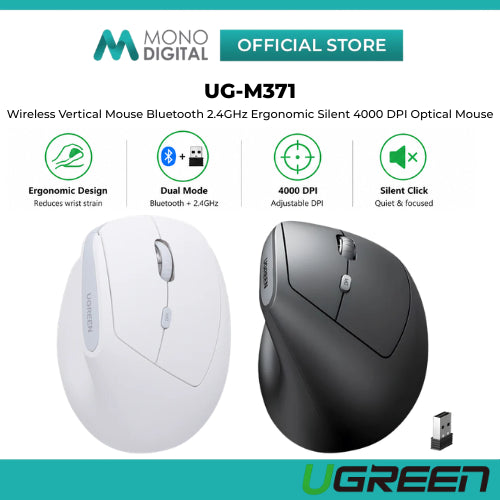 MONO
DIGITAL
OFFICIAL STORE
UG-M371
Wireless Vertical Mouse Bluetooth 2.4GHz Ergonomic Silent 4000 DPI Optical Mouse
Ergonomic Design
Reduces wrist strain
Dual Mode
Bluetooth + 2.4GHz
4000 DPI
Adjustable DPI
Silent Click
Quiet & focused
UGREEN
UGREEN
UGREEN